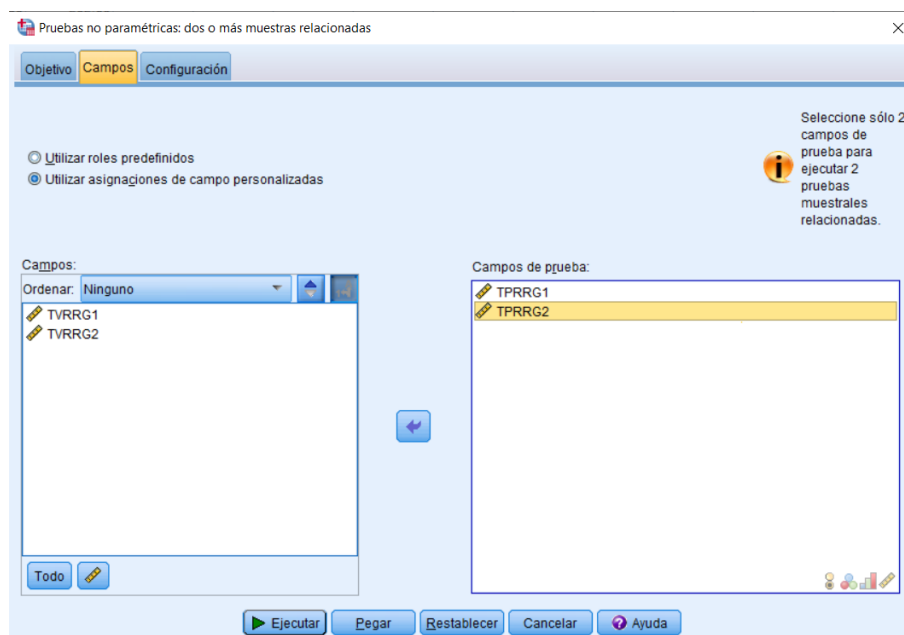 Pruebas no paramétricas: dos o más muestras relacionadas
Objetivo Campos Configuración
Seleccione sólo 2
campos de
prueba para
ejecutar 2
pruebas
muestrales
relacionadas.
Utilizar roles predefinidos
Utilizar asignaciones de campo personalizadas
Campos:
Ordenar: Ninguno
TVRRG1
TVRRG2
Todo
Campos de prueba:
TPRRG1
TPRRG2
Ejecutar Pegar Restablecer Cancelar Ayuda